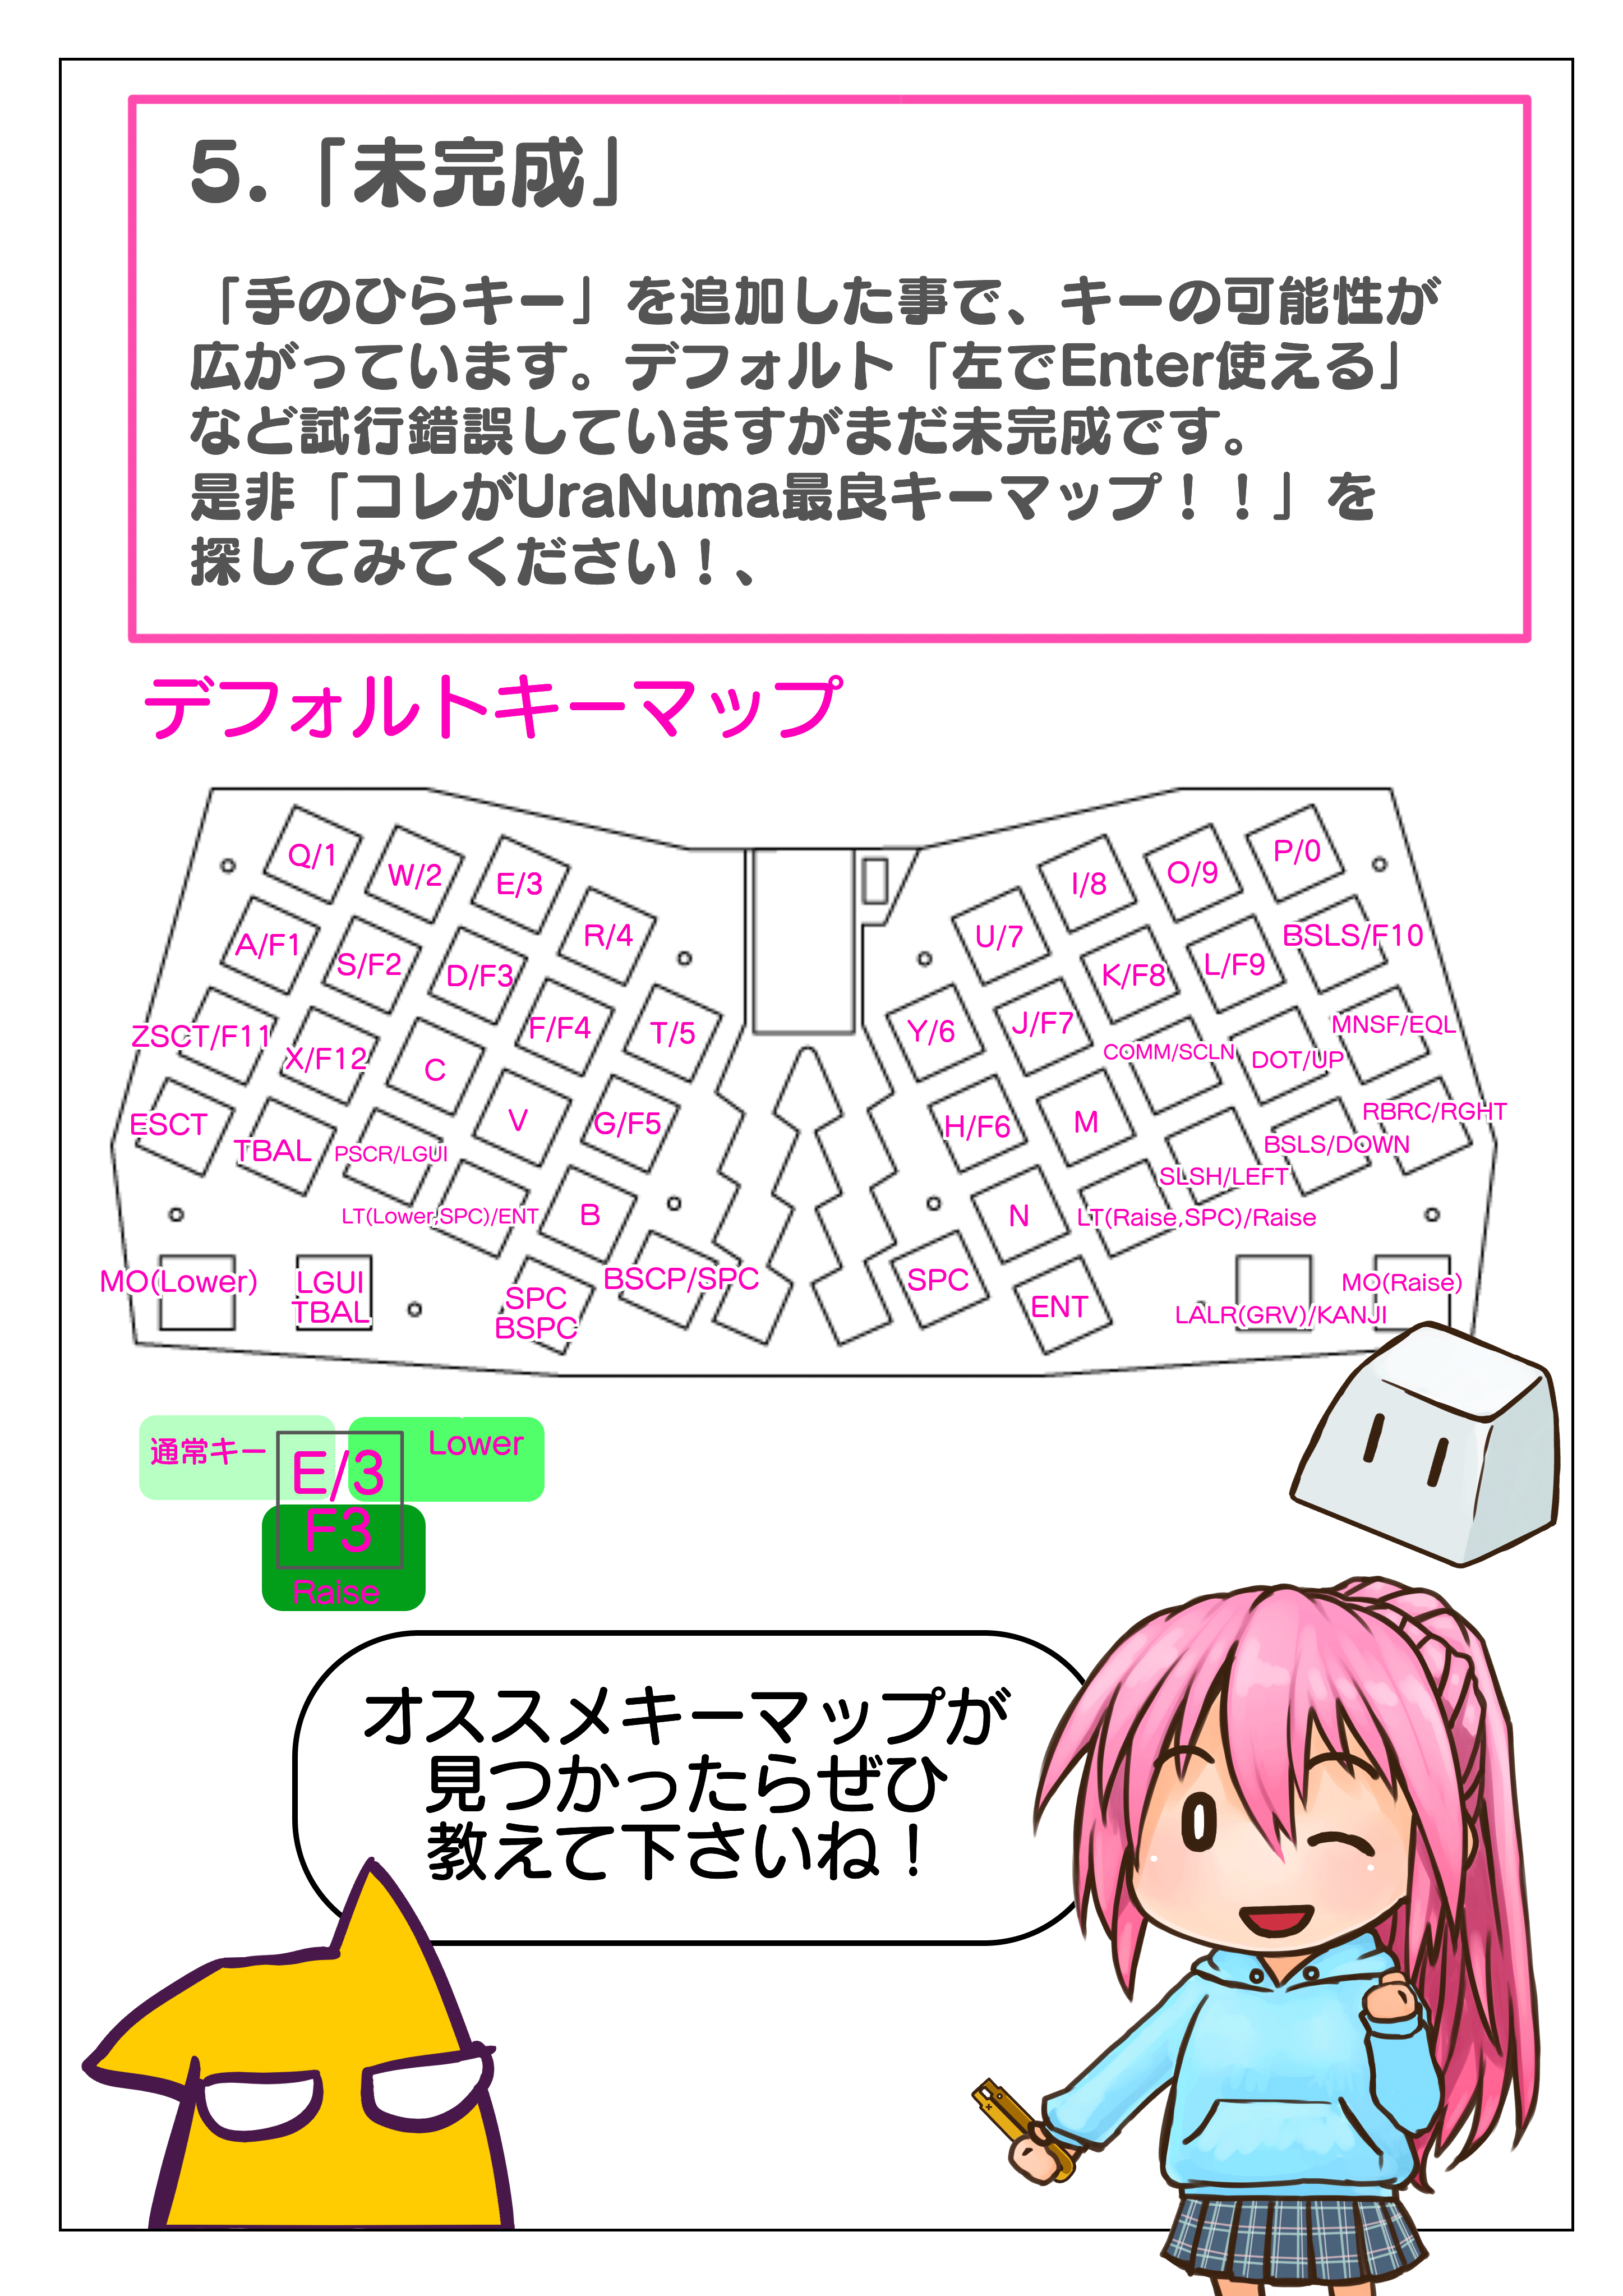 5.「未完成」
「手のひらキー」を追加した事で、キーの可能性が
広がっています。デフォルト「左でEnter使える」
など試行錯誤していますがまだ未完成です。
是非「コレがUraNuma最良キーマップ！！」を
探してみてください！、
デフォルトキーマップ
Q/1 W/2 E/3 R/4 U/7 I/8 O/9 P/0
A/F1 S/F2 D/F3 F/F4 T/5 Y/6 J/F7 K/F8 L/F9 BSLS/F10
ZSCT/F11 X/F12 C V G/F5 H/F6 M COMM/SCLN DOT/UP MNSF/EQL
ESCT TBAL PSCR/LGUI LT(Lower,SPC)/ENT B N LT(Raise,SPC)/Raise SLSH/LEFT BSLS/DOWN RBRC/RGHT
MO(Lower) LGUI
TBAL
SPC
BSPC
BSCP/SPC SPC ENT LALR(GRV)/KANJI MO(Raise)
通常キー E/3 Lower
F3
Raise
オススメキーマップが
見つかったらぜひ
教えて下さいね！